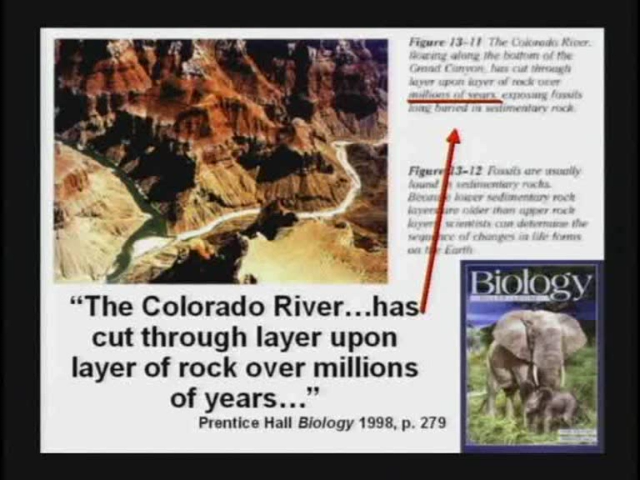 Figure 13–11 The Colorado River,
flowing along the bottom of the
Grand Canyon, has cut through
layer upon layer of rock over
millions of years, exposing fossils
long buried in sedimentary rock.
Figure 13–12 Fossils are usually
found in sedimentary rocks.
Because lower sedimentary rock
layers are older than upper rock
layers, scientists can determine the
sequence of changes in life forms
on the Earth
“The Colorado River…has
cut through layer upon
layer of rock over millions
of years…”
Prentice Hall Biology 1998, p. 279
Biology
MILLER LEVINE